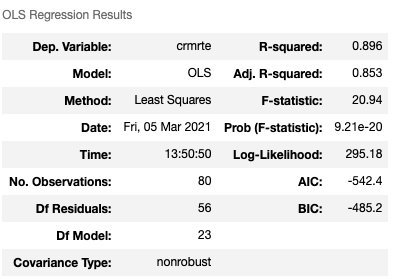 OLS Regression Results
Dep. Variable: crmrte R-squared: 0.896
Model: OLS Adj. R-squared: 0.853
Method: Least Squares F-statistic: 20.94
Date: Fri, 05 Mar 2021 Prob (F-statistic): 9.21e-20
Time: 13:50:50 Log-Likelihood: 295.18
No. Observations: 80 AIC: -542.4
Df Residuals: 56 BIC: -485.2
Df Model: 23
Covariance Type: nonrobust